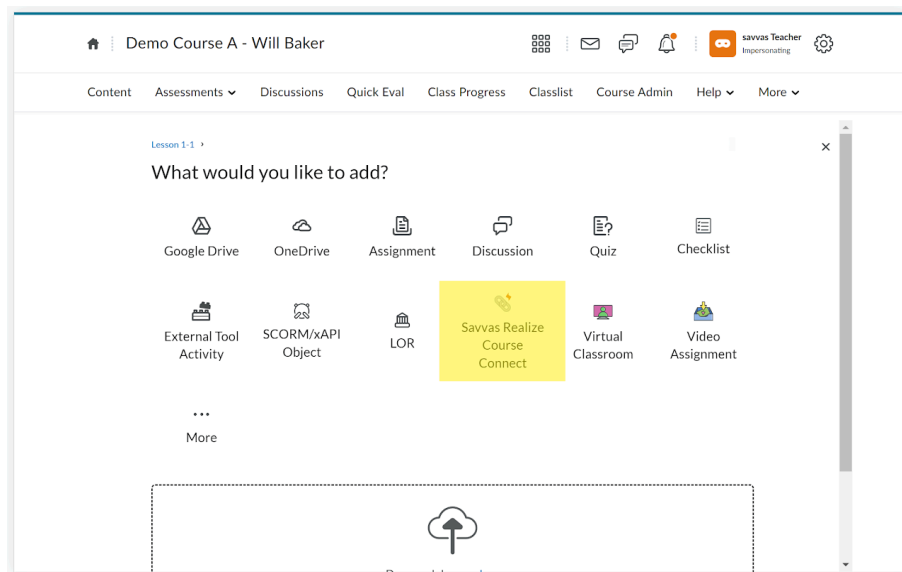 Demo Course A - Will Baker
savvas Teacher
Impersonating
Content Assessments Discussions Quick Eval Class Progress Classlist Course Admin Help More
Lesson 1-1
What would you like to add?
Google Drive OneDrive Assignment Discussion Quiz Checklist
External Tool Activity
SCORM/xAPI Object
LOR
Savvas Realize Course Connect
Virtual Classroom
Video Assignment
More